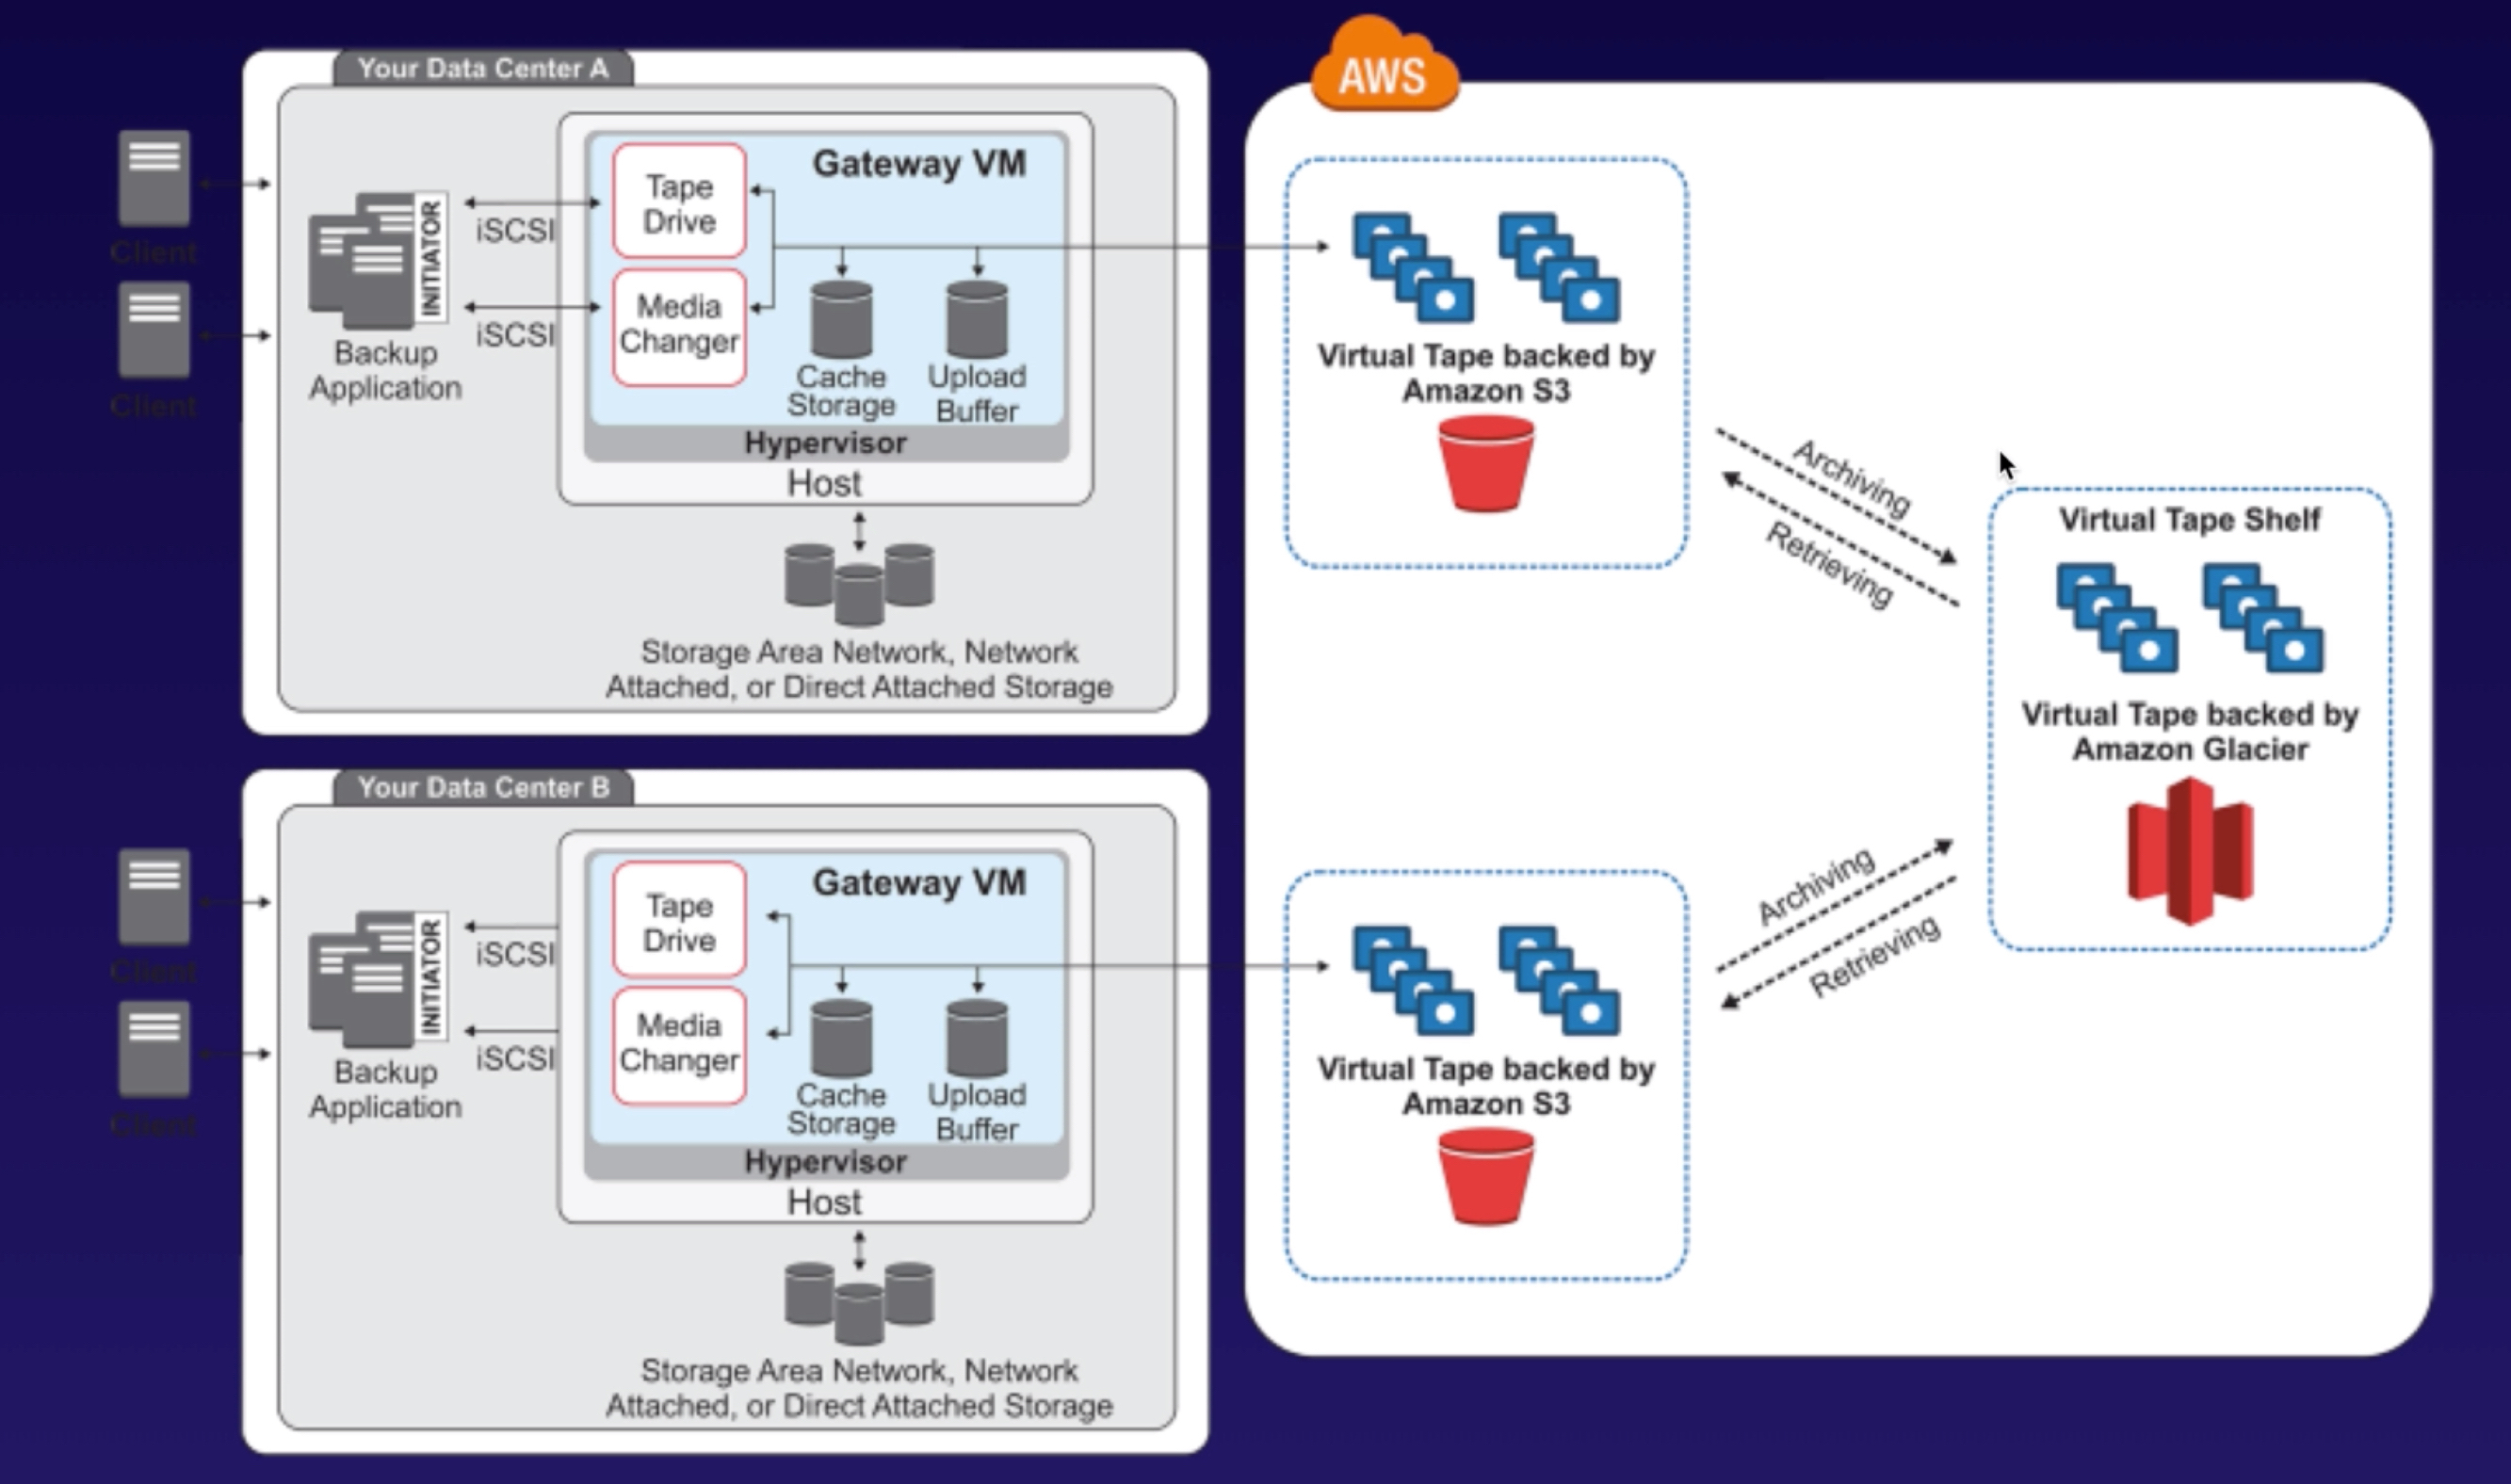 AWS
Your Data Center A
Client
Client
INITIATOR
Backup
Application
iSCSI
iSCSI
Tape
Drive
Media
Changer
Gateway VM
Cache
Storage
Upload
Buffer
Hypervisor
Host
Storage Area Network, Network
Attached, or Direct Attached Storage
Virtual Tape backed by
Amazon S3
Archiving
Retrieving
Virtual Tape Shelf
Virtual Tape backed by
Amazon Glacier
Your Data Center B
Client
Client
INITIATOR
Backup
Application
iSCSI
iSCSI
Tape
Drive
Media
Changer
Gateway VM
Cache
Storage
Upload
Buffer
Hypervisor
Host
Storage Area Network, Network
Attached, or Direct Attached Storage
Virtual Tape backed by
Amazon S3
Archiving
Retrieving